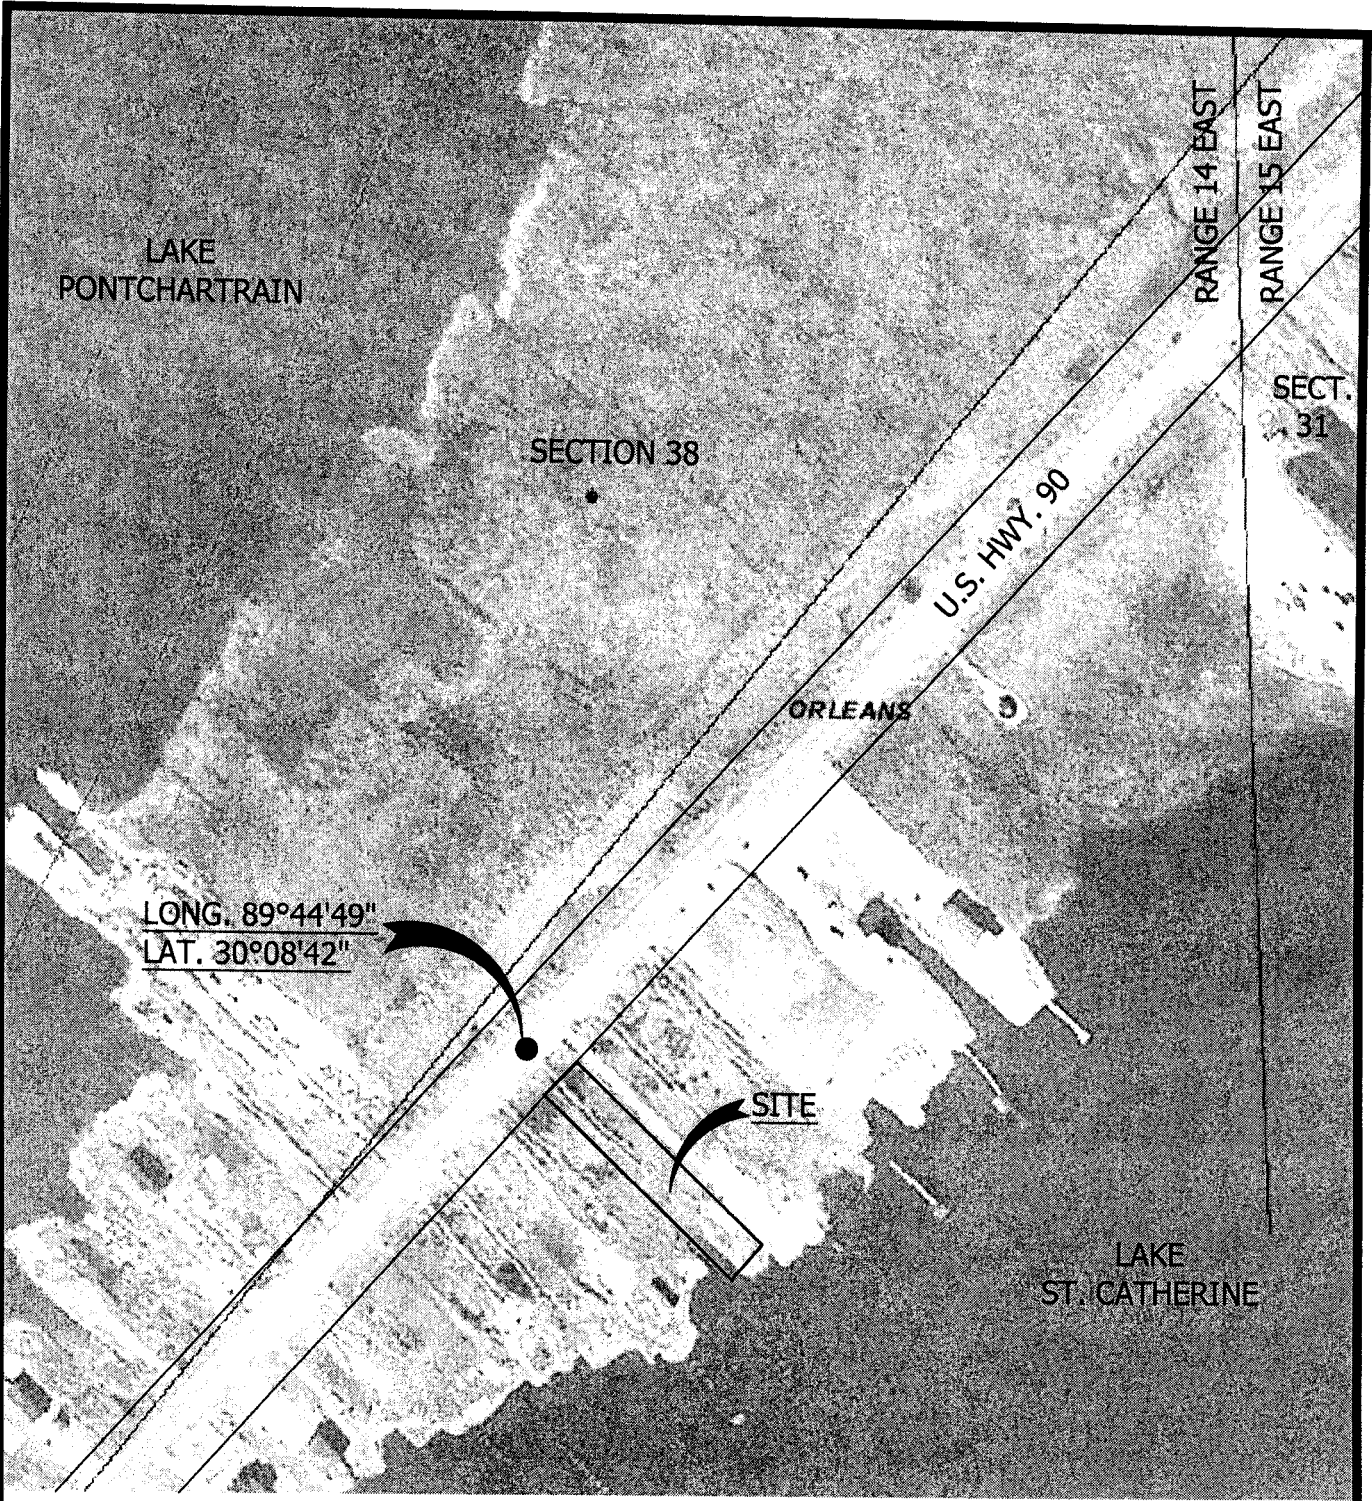 RANGE 14 EAST
RANGE 15 EAST
LAKE
PONTCHARTRAIN
SECT.
31
SECTION 38
U.S. HWY. 90
ORLEANS
LONG. 89°44'49"
LAT. 30°08'42"
SITE
LAKE
ST. CATHERINE